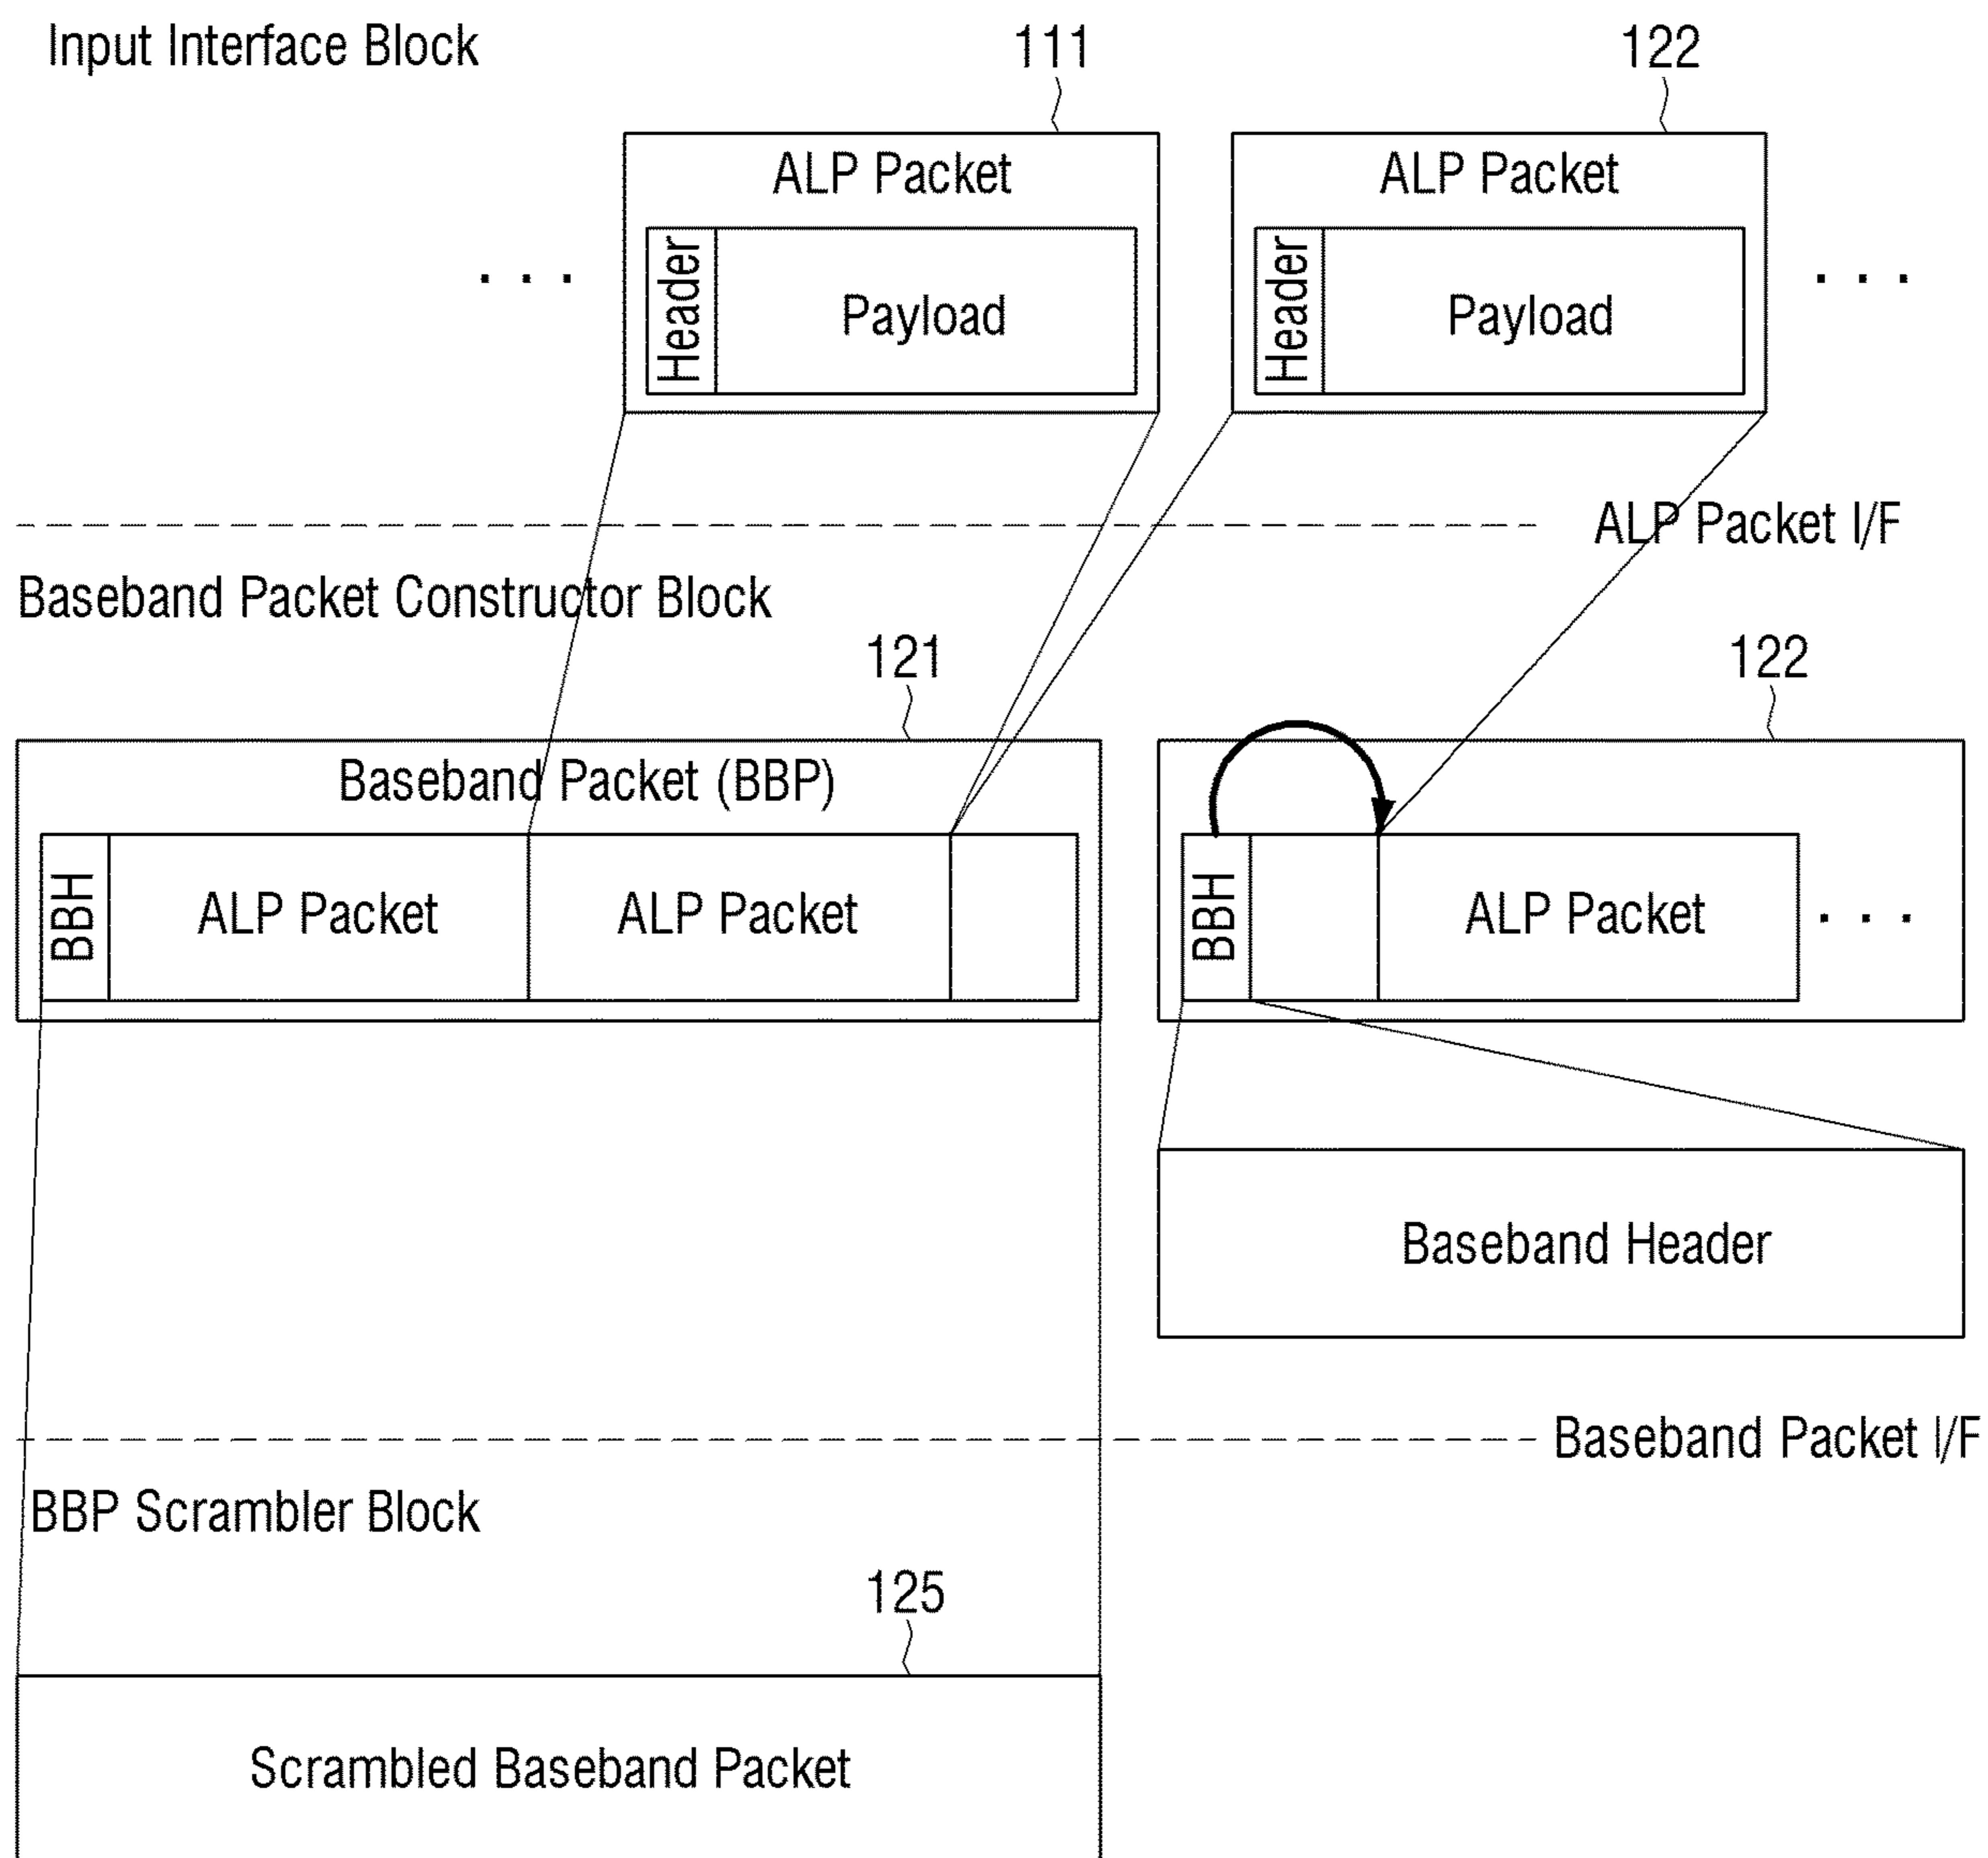 Input Interface Block
111
122
ALP Packet
ALP Packet
. . .
Header
Payload
Header
Payload
. . .
ALP Packet I/F
Baseband Packet Constructor Block
121
122
Baseband Packet (BBP)
BBH
ALP Packet
ALP Packet
BBH
ALP Packet
. . .
Baseband Header
Baseband Packet I/F
BBP Scrambler Block
125
Scrambled Baseband Packet